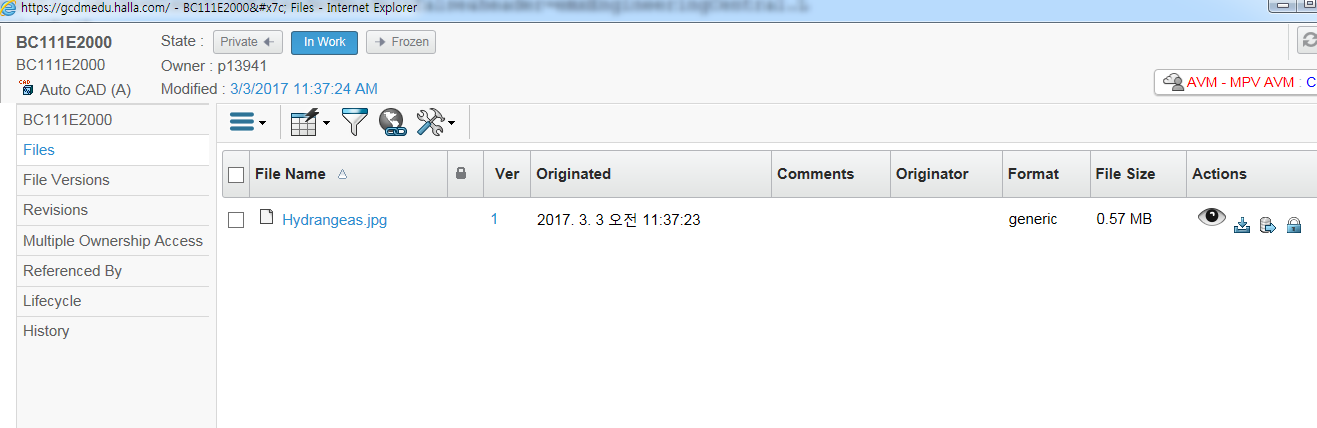 https://gcdmedu.halla.com/ - BC111E2000&#x7c; Files - Internet Explorer
BC111E2000
State : Private In Work Frozen
BC111E2000
Owner : p13941
CAD Auto CAD (A)
Modified : 3/3/2017 11:37:24 AM
AVM - MPV AVM : C
BC111E2000
Files
File Versions
Revisions
Multiple Ownership Access
Referenced By
Lifecycle
History
File Name Ver Originated Comments Originator Format File Size Actions
Hydrangeas.jpg 1 2017. 3. 3 오전 11:37:23 generic 0.57 MB